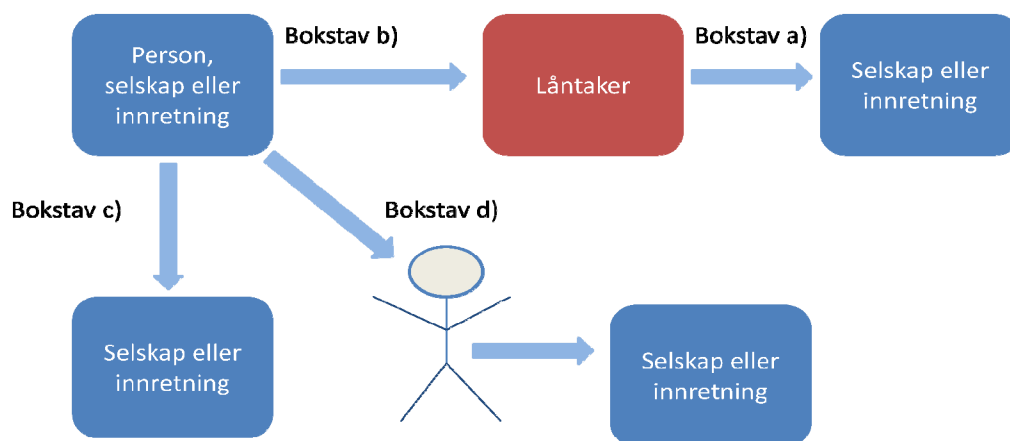 Person,
selskap eller
innretning
Bokstav b)
Låntaker
Bokstav a)
Selskap eller
innretning
Bokstav c)
Bokstav d)
Selskap eller
innretning
Selskap eller
innretning